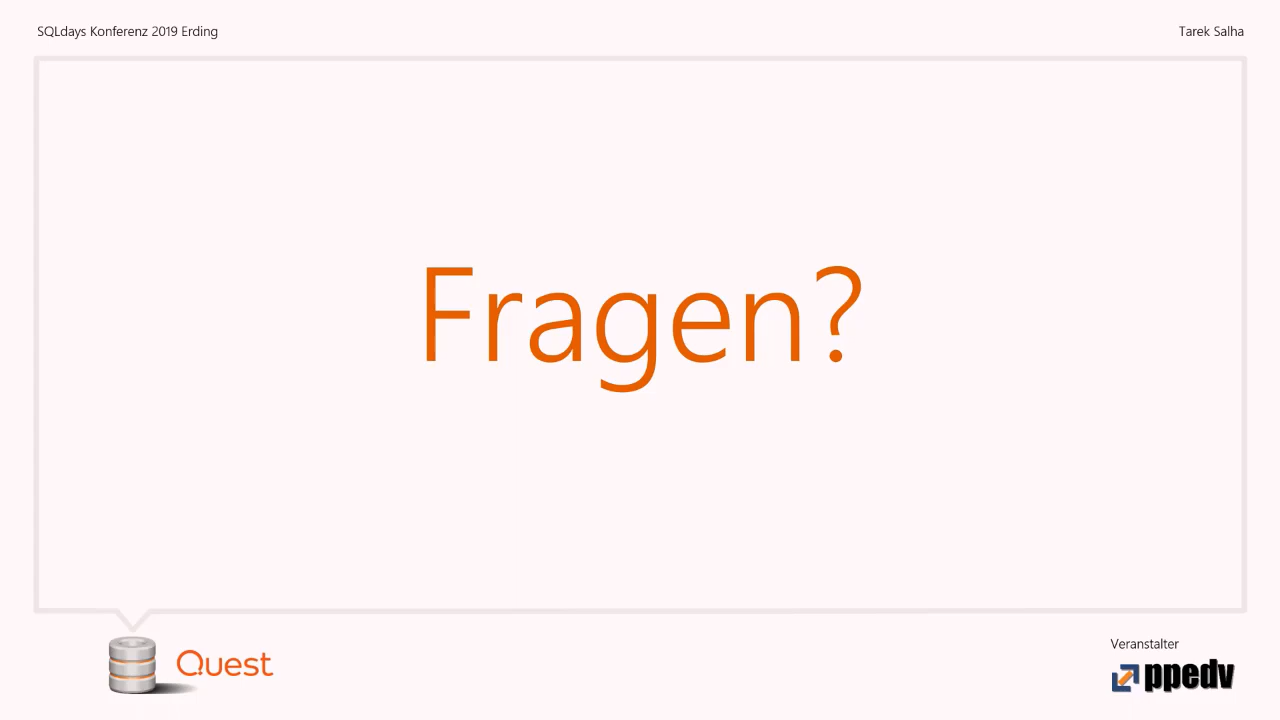 SQLdays Konferenz 2019 Erding
Tarek Salha
Fragen?
Quest
Veranstalter
ppedv